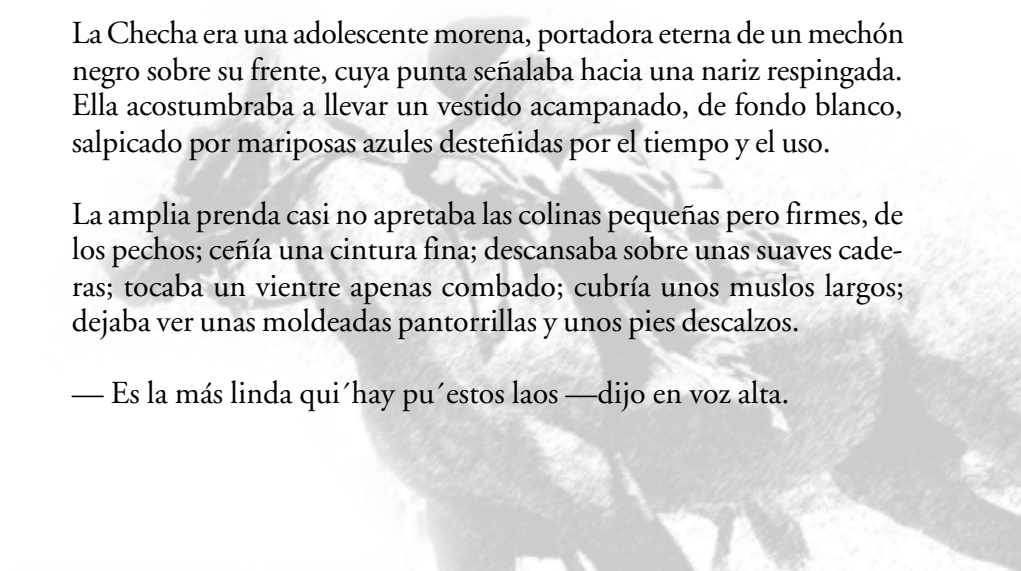 La Checha era una adolescente morena, portadora eterna de un mechón
negro sobre su frente, cuya punta señalaba hacia una nariz respingada.
Ella acostumbraba a llevar un vestido acampanado, de fondo blanco,
salpicado por mariposas azules desteñidas por el tiempo y el uso.
La amplia prenda casi no apretaba las colinas pequeñas pero firmes, de
los pechos; ceñía una cintura fina; descansaba sobre unas suaves cade-
ras; tocaba un vientre apenas combado; cubría unos muslos largos;
dejaba ver unas moldeadas pantorrillas y unos pies descalzos.
— Es la más linda qui´hay pu´estos laos —dijo en voz alta.